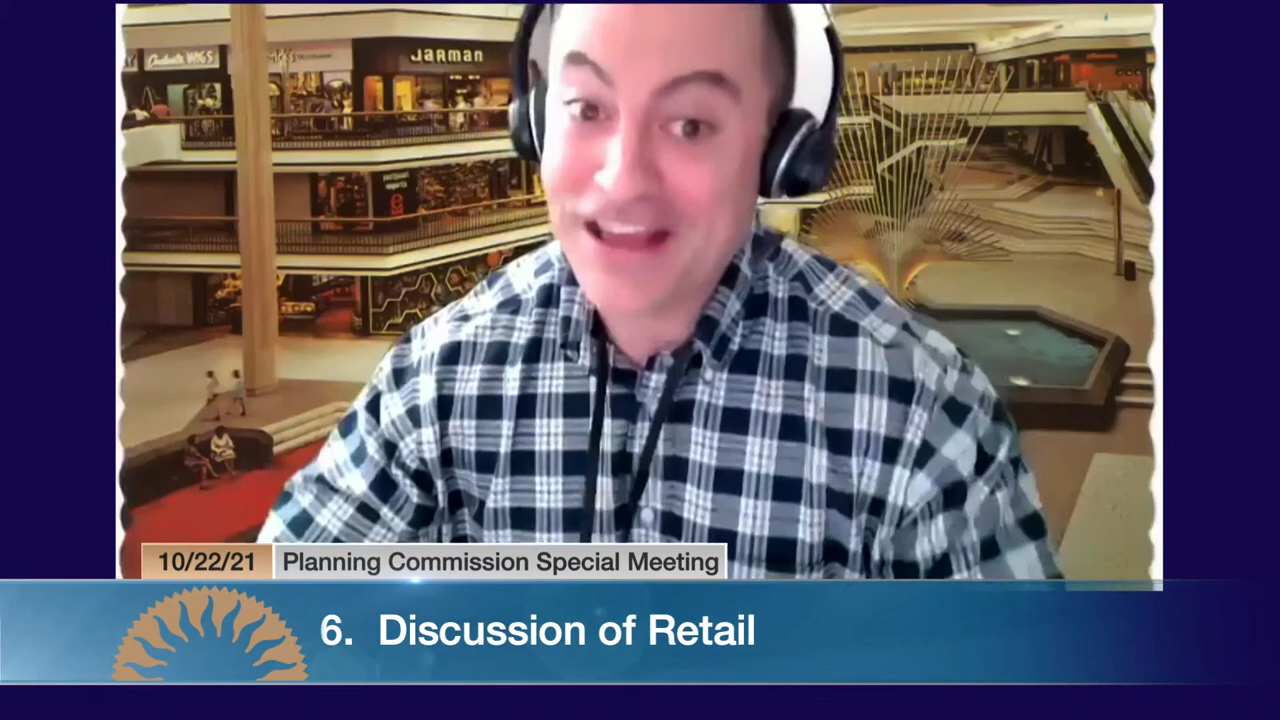 JARMAN
10/22/21
Planning Commission Special Meeting
6. Discussion of Retail